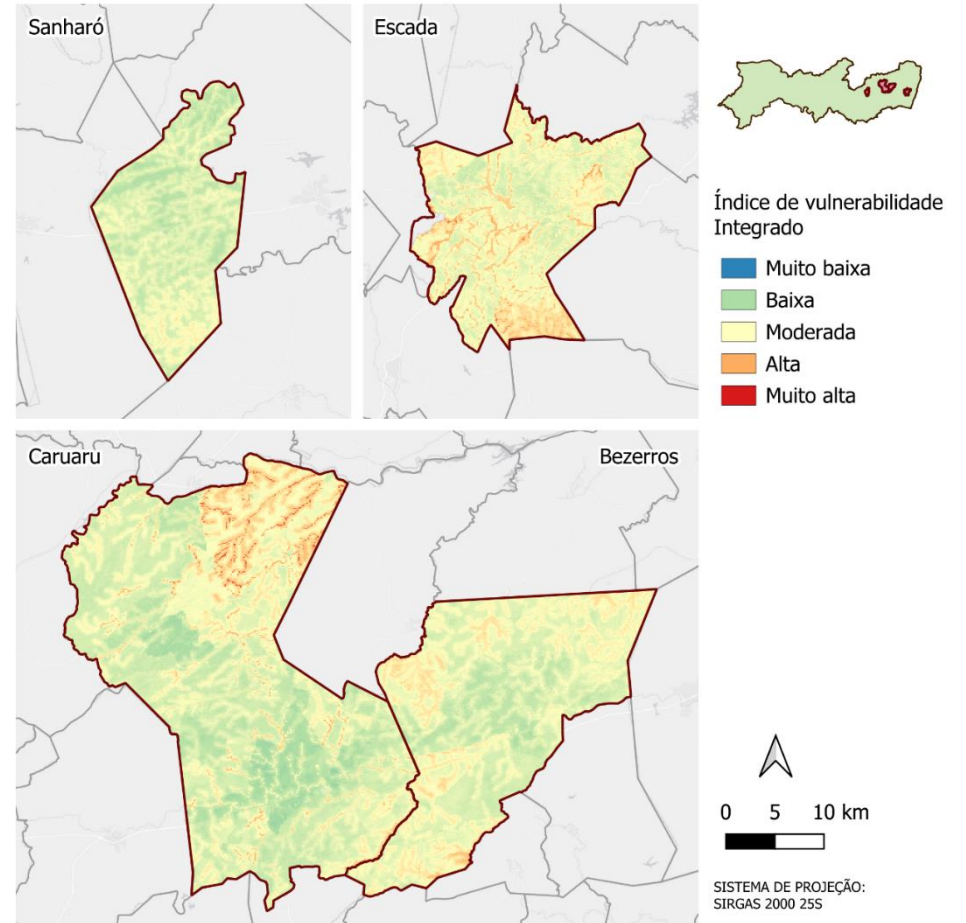 Sanharó
Escada
Índice de vulnerabilidade
Integrado
Muito baixa
Baixa
Moderada
Alta
Muito alta
Caruaru
Bezerros
0 5 10 km
SISTEMA DE PROJEÇÃO:
SIRGAS 2000 25S